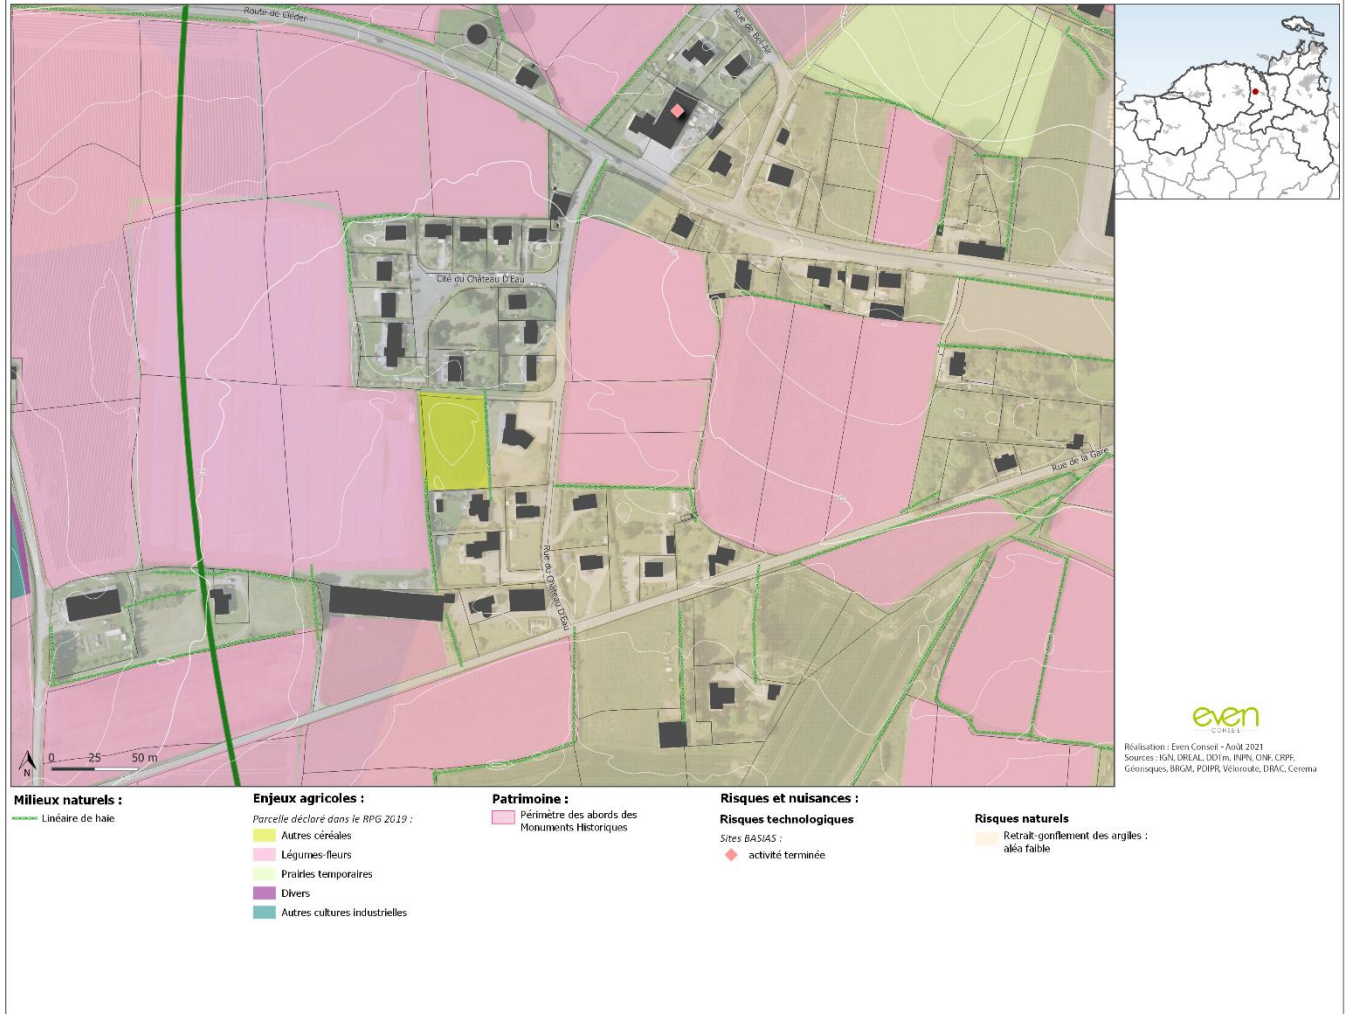 Route de Lieder
Rue de Bel-Air
Cité du Château D'Eau
Rue de la Gare
Rue du Château D'Eau
N
0 25 50 m
even
CONSEIL
Réalisation : Even Conseil - Août 2021
Sources : IGN, DREAL, DDTm, INPN, ONF, CRPF,
Géorisques, BRGM, PDIPR, Véloroute, DRAC, Cerema
Milieux naturels :
Linéaire de haie
Enjeux agricoles :
Parcelle déclaré dans le RPG 2019 :
Autres céréales
Légumes-fleurs
Prairies temporaires
Divers
Autres cultures industrielles
Patrimoine :
Périmètre des abords des
Monuments Historiques
Risques et nuisances :
Risques technologiques
Sites BASIAS :
activité terminée
Risques naturels
Retrait-gonflement des argiles :
aléa faible